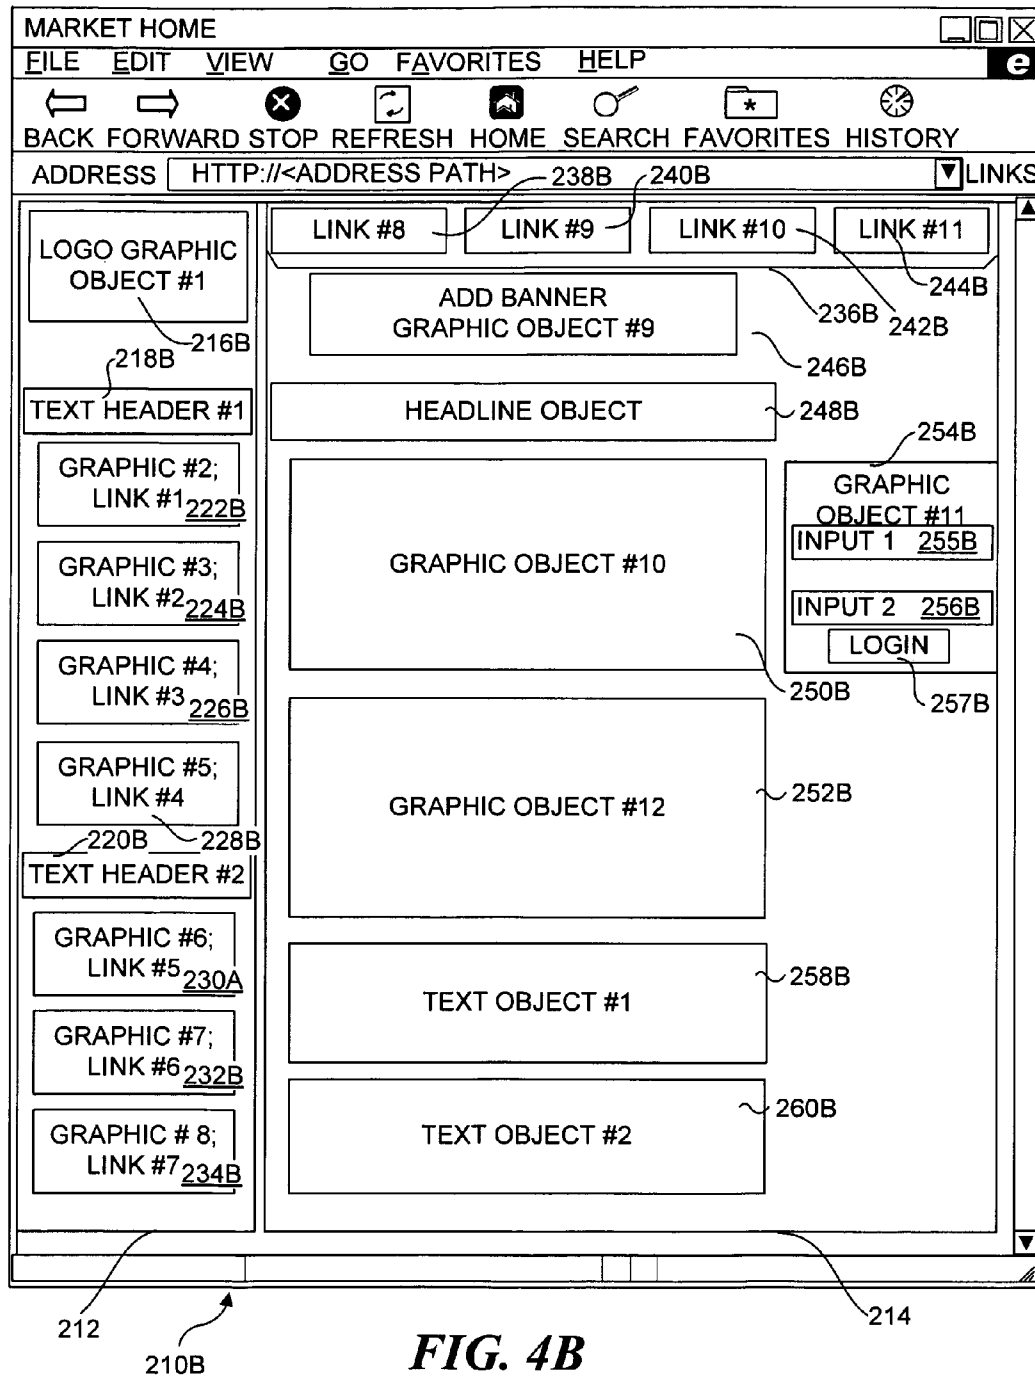 MARKET HOME
FILE EDIT VIEW GO FAVORITES HELP
e
BACK FORWARD STOP REFRESH HOME SEARCH FAVORITES HISTORY
ADDRESS HTTP://<ADDRESS PATH> LINKS
238B 240B
LOGO GRAPHIC
OBJECT #1
216B
218B
TEXT HEADER #1
GRAPHIC #2;
LINK #1 222B
GRAPHIC #3;
LINK #2 224B
GRAPHIC #4;
LINK #3 226B
GRAPHIC #5;
LINK #4
220B 228B
TEXT HEADER #2
GRAPHIC #6;
LINK #5 230A
GRAPHIC #7;
LINK #6 232B
GRAPHIC # 8;
LINK #7 234B
LINK #8 LINK #9 LINK #10 LINK #11
244B
236B
242B
ADD BANNER
GRAPHIC OBJECT #9
246B
HEADLINE OBJECT
248B
254B
GRAPHIC OBJECT #10
250B
GRAPHIC
OBJECT #11
INPUT 1 255B
INPUT 2 256B
LOGIN
257B
GRAPHIC OBJECT #12
252B
TEXT OBJECT #1
258B
TEXT OBJECT #2
260B
212
210B
214
FIG. 4B